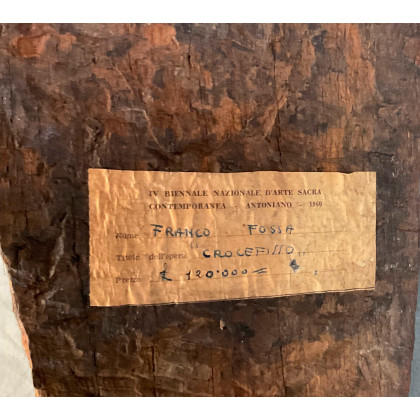 IV BIENNALE NAZIONALE D'ARTE SACRA
CONTEMPORANEA - ANTONIANO - 1960
Nome FRANCO FOSSA
Titolo dell'opera CROCEFISSO
Prezzo £ 120.000=